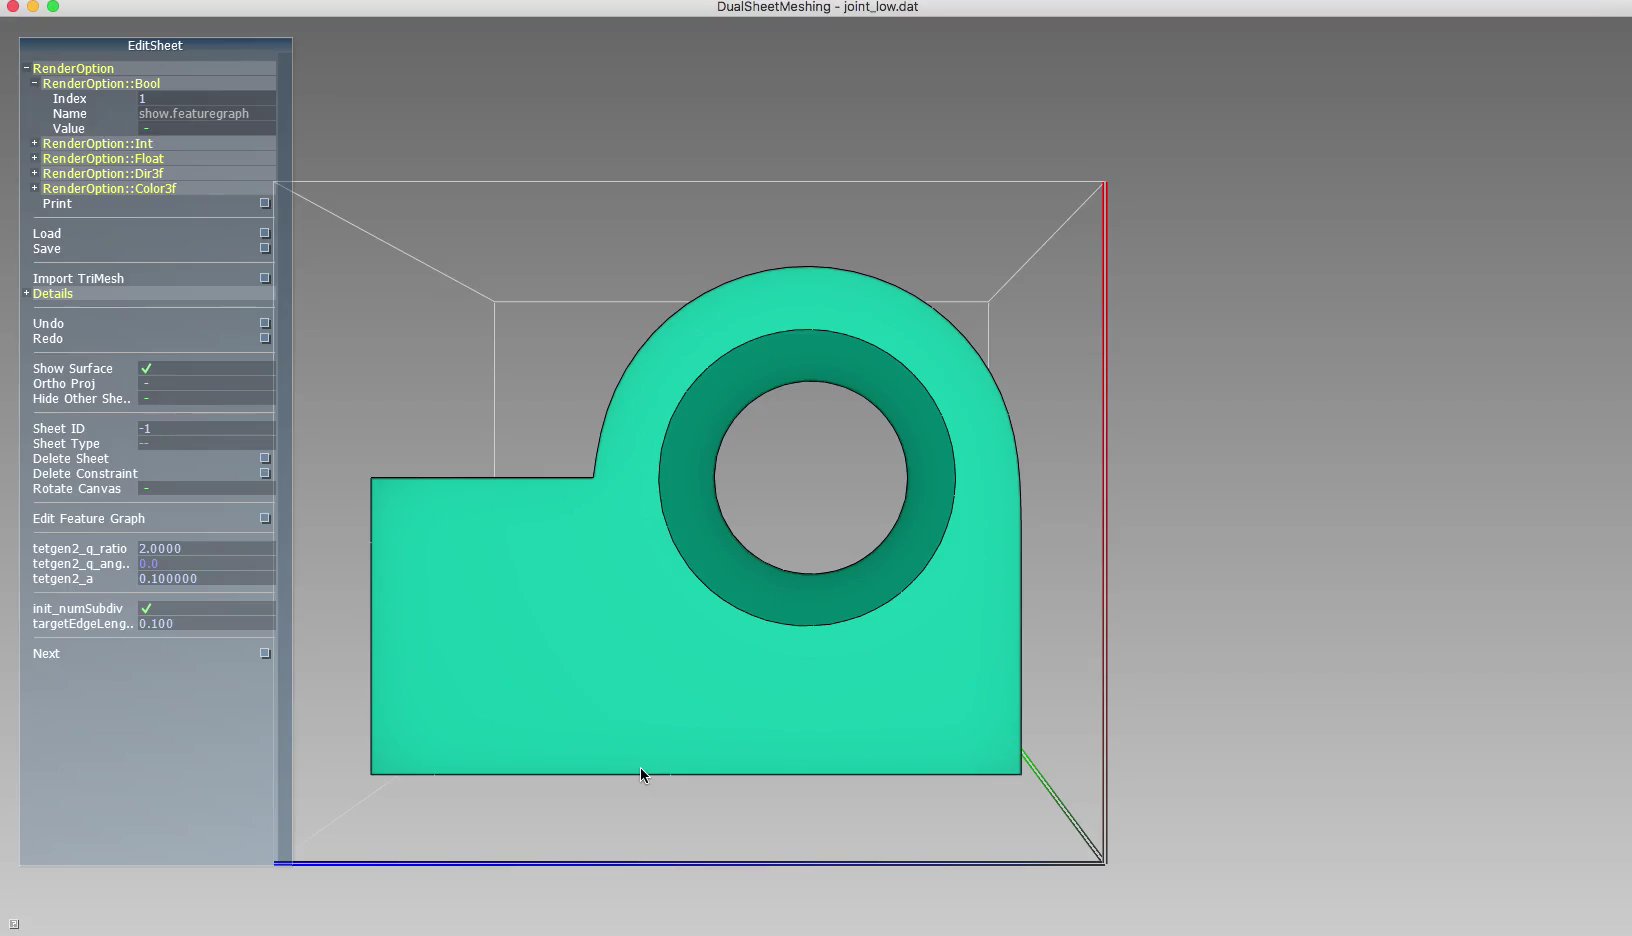 DualSheetMeshing - joint_low.dat
EditSheet
RenderOption
RenderOption::Bool
Index 1
Name show.featuregraph
Value -
RenderOption::Int
RenderOption::Float
RenderOption::Dir3f
RenderOption::Color3f
Print
Load
Save
Import TriMesh
Details
Undo
Redo
Show Surface ✓
Ortho Proj -
Hide Other She.. -
Sheet ID -1
Sheet Type --
Delete Sheet
Delete Constraint
Rotate Canvas -
Edit Feature Graph
tetgen2_q_ratio 2.0000
tetgen2_q_ang.. 0.0
tetgen2_a 0.100000
init_numSubdiv ✓
targetEdgeLeng.. 0.100
Next